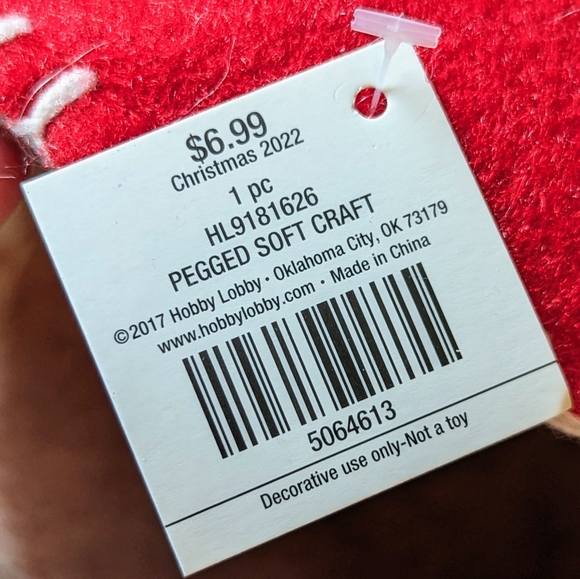 $6.99
Christmas 2022
1 pc
HL9181626
PEGGED SOFT CRAFT
©2017 Hobby Lobby • Oklahoma City, OK 73179
www.hobbylobby.com • Made in China
5064613
Decorative use only-Not a toy